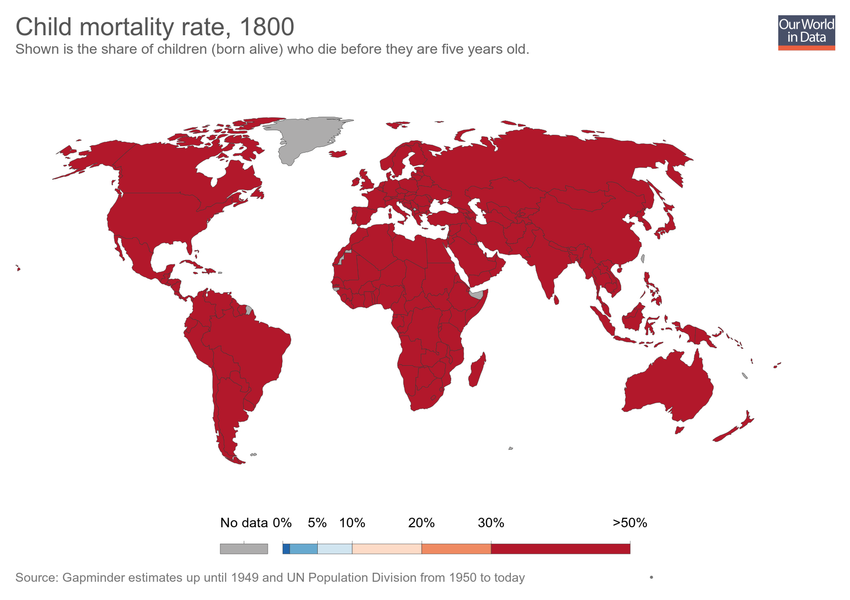 Child mortality rate, 1800
Shown is the share of children (born alive) who die before they are five years old.
Our World
in Data
No data 0% 5% 10% 20% 30% >50%
Source: Gapminder estimates up until 1949 and UN Population Division from 1950 to today